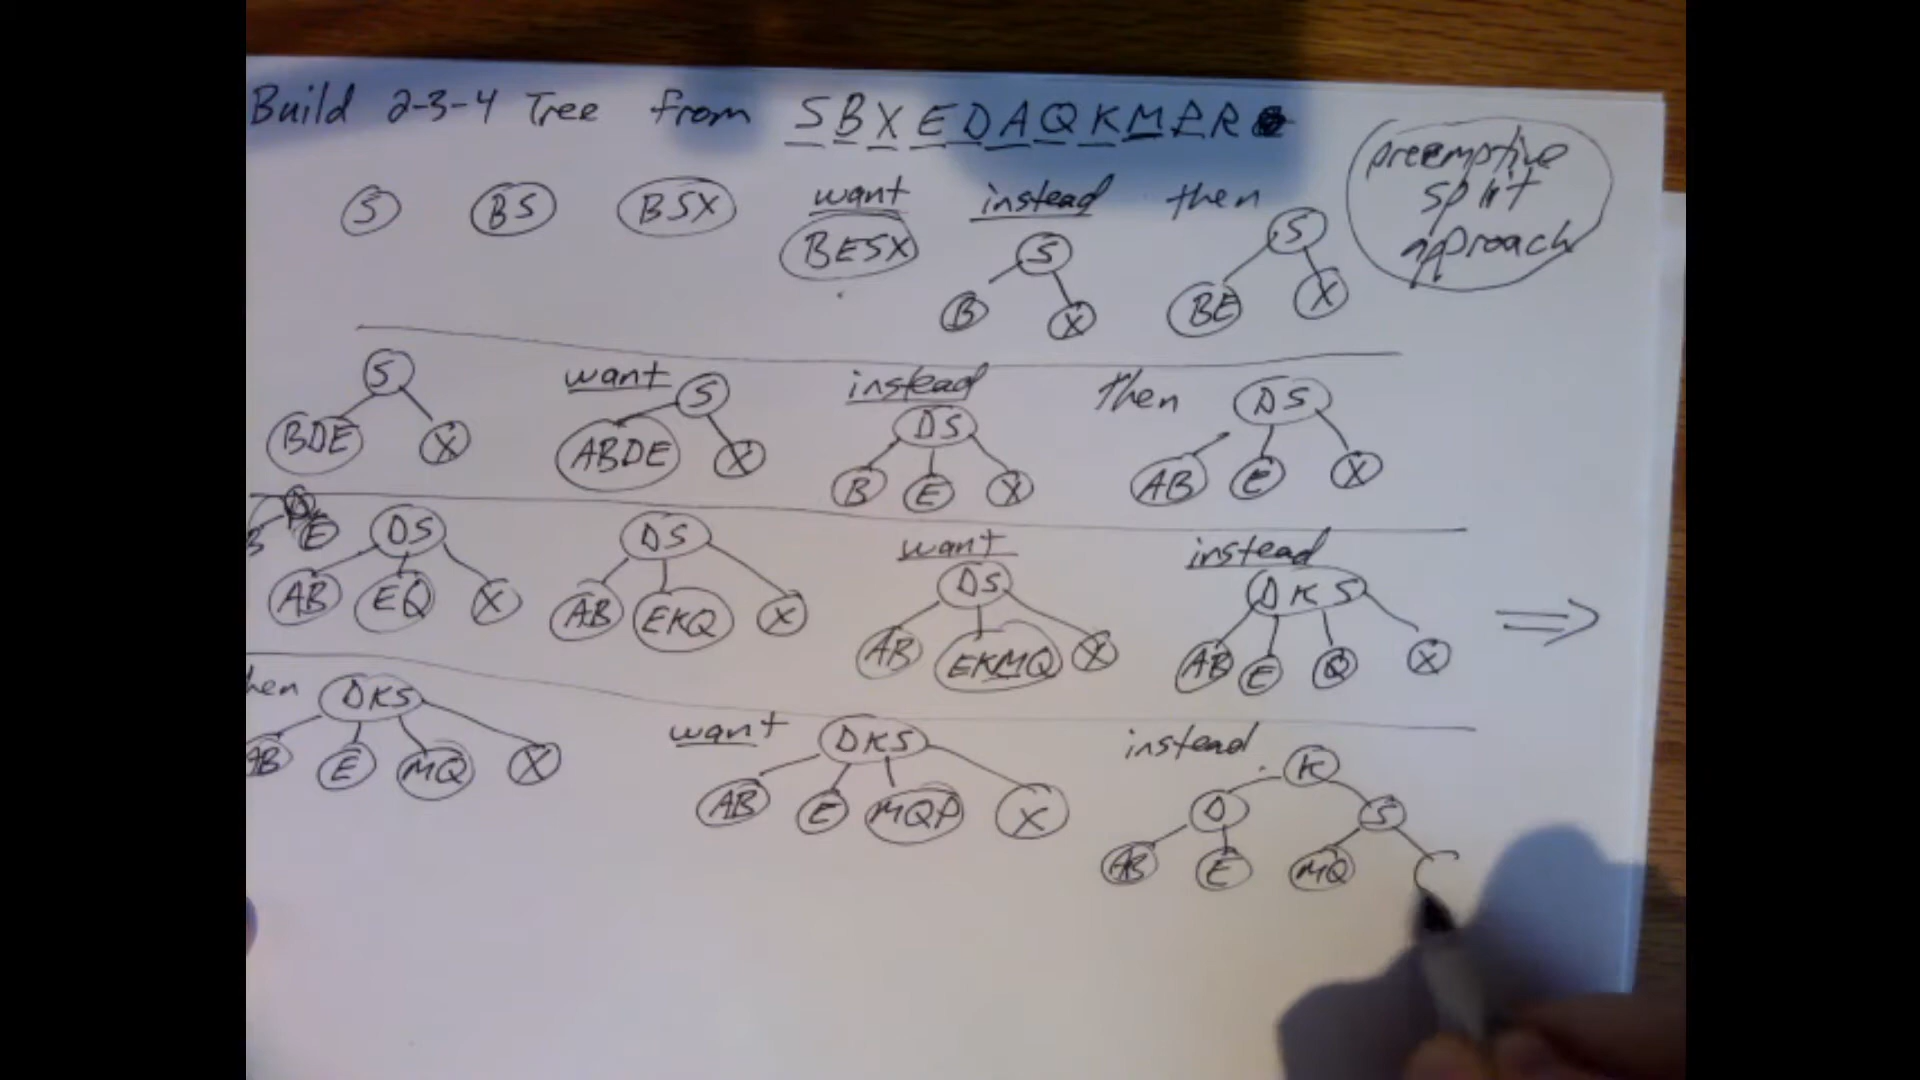 Build 2-3-4 Tree from S B X E D A Q K M P R
preemptive
split
approach
S BS BSX want instead then
BESX S S
B X BE X
S want S instead then DS
BDE X ABDE X DS AB E X
B E X
E DS DS want instead
AB EQ X AB EKQ X DS DKS
AB EKMQ X AB E Q X
hen DKS want DKS instead K
AB E MQ X AB E MQP X D S
AB E MQ